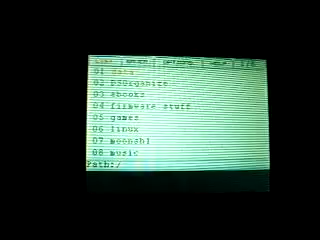 01 data
02 DSOrganize
03 ebooks
04 firmware stuff
05 games
06 linux
07 moonshl
08 music
Path:/